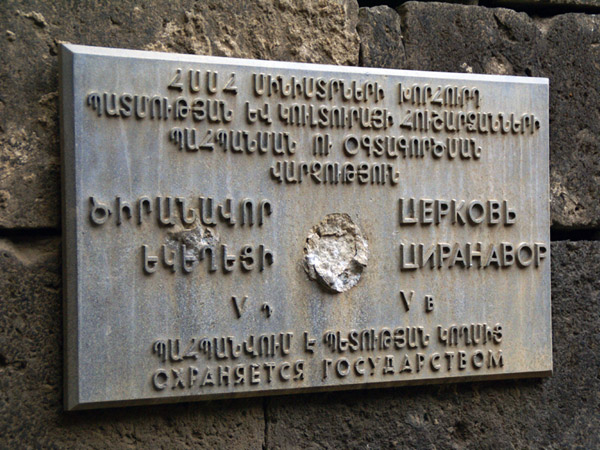 ՀՍՍՀ ՄԻՆԻՍՏՐՆԵՐԻ ԽՈՐՀՈՒՐԴ
ՊԱՏՄՈՒԹՅԱՆ ԵՎ ԿՈՒԼՏՈՒՐԱՅԻ ՀՈՒՇԱՐՁԱՆՆԵՐԻ
ՊԱՀՊԱՆՄԱՆ ՈՒ ՕԳՏԱԳՈՐԾՄԱՆ
ՎԱՐՉՈՒԹՅՈՒՆ
ԾԻՐԱՆԱՎՈՐ ЦЕРКОВЬ
ԵԿԵՂԵՑԻ ЦИРАНАВОР
V Դ V В
ՊԱՀՊԱՆՎՈՒՄ Է ՊԵՏՈՒԹՅԱՆ ԿՈՂՄԻՑ
ОХРАНЯЕТСЯ ГОСУДАРСТВОМ